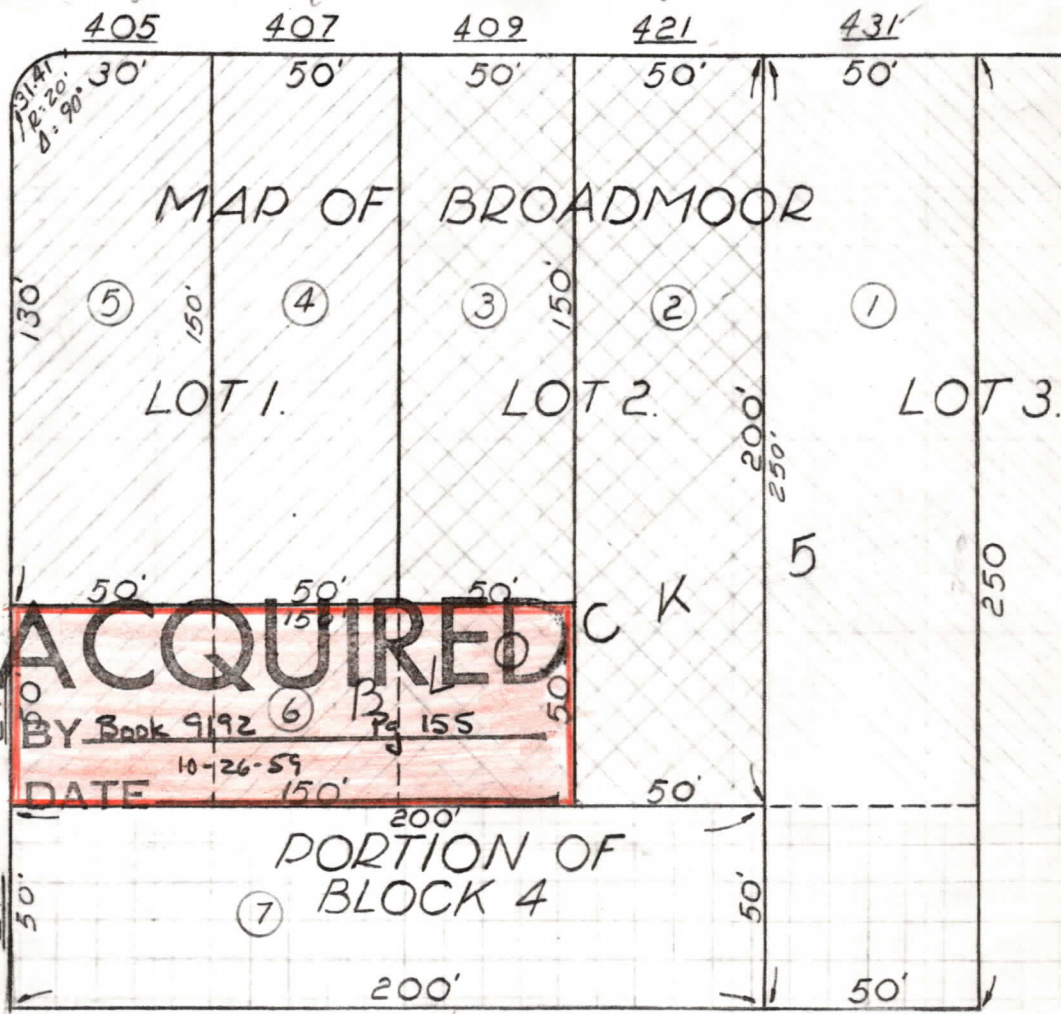 405 407 409 421 431
30' 50' 50' 50' 50'
31.41
R=20'
Δ=90°
MAP OF BROADMOOR
130' 150' 150'
5 4 3 2 1
LOT 1. LOT 2. LOT 3.
200'
250'
250
50' 50' 50'
BLOCK 5
ACQUIRED
50' 6 50'
BY Book 9192 Pg 155
10-26-59
DATE 150' 50'
200'
PORTION OF
BLOCK 4
50' 7 50'
200' 50'